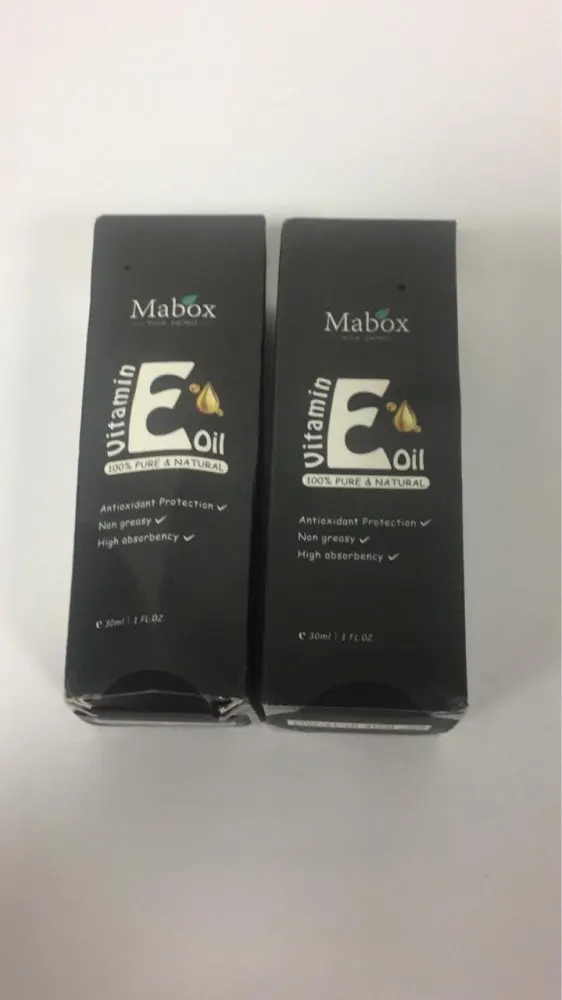 Mabox
Vitamin
E
Oil
100% PURE & NATURAL
Antioxidant Protection ✓
Non greasy ✓
High absorbency ✓
℮ 30ml | 1 FL.OZ.
Mabox
Vitamin
E
Oil
100% PURE & NATURAL
Antioxidant Protection ✓
Non greasy ✓
High absorbency ✓
℮ 30ml | 1 FL.OZ.